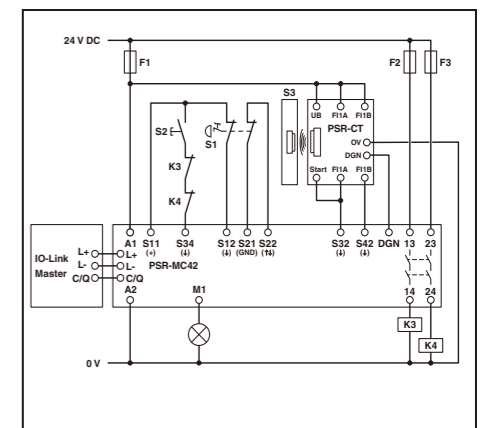 24 V DC
F1
F2
F3
S3
UB FI1A FI1B
PSR-CT
0V
DGN
Start FI1A FI1B
S2
S1
K3
K4
IO-Link
Master
L+
L-
C/Q
A1 S11 S34 S12 S21 S22 S32 S42 DGN 13 23
(+) (↓) (↓) (GND) (↑↓) (↓) (↓)
L+
L-
C/Q
PSR-MC42
A2 M1 14 24
K3
K4
0 V